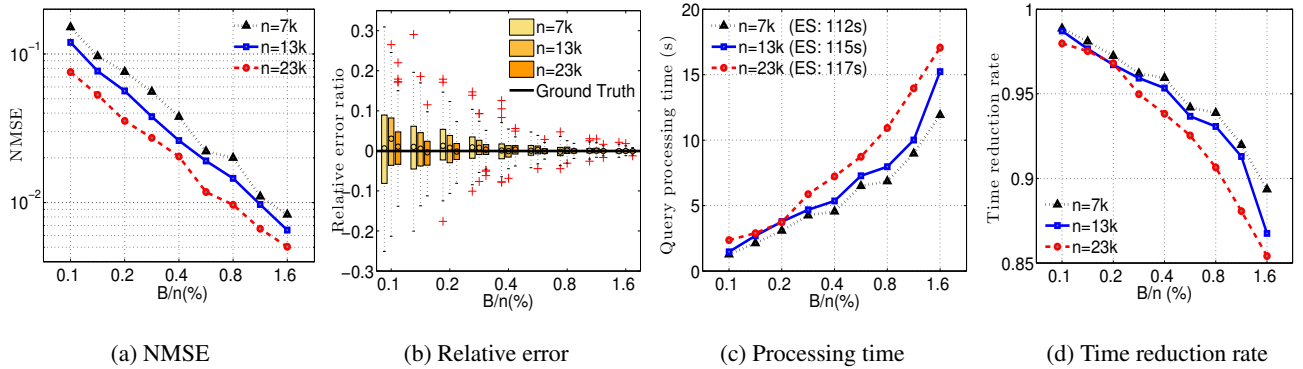 NMSE
10⁻¹
10⁻²
n=7k
n=13k
n=23k
0.1 0.2 0.4 0.8 1.6
B/n(%)
(a) NMSE
Relative error ratio
0.3
0.2
0.1
0
−0.1
−0.2
−0.3
n=7k
n=13k
n=23k
Ground Truth
0.1 0.2 0.4 0.8 1.6
B/n(%)
(b) Relative error
Query processing time (s)
20
15
10
5
0
n=7k (ES: 112s)
n=13k (ES: 115s)
n=23k (ES: 117s)
0.1 0.2 0.4 0.8 1.6
B/n(%)
(c) Processing time
Time reduction rate
1
0.95
0.9
0.85
n=7k
n=13k
n=23k
0.1 0.2 0.4 0.8 1.6
B/n(%)
(d) Time reduction rate